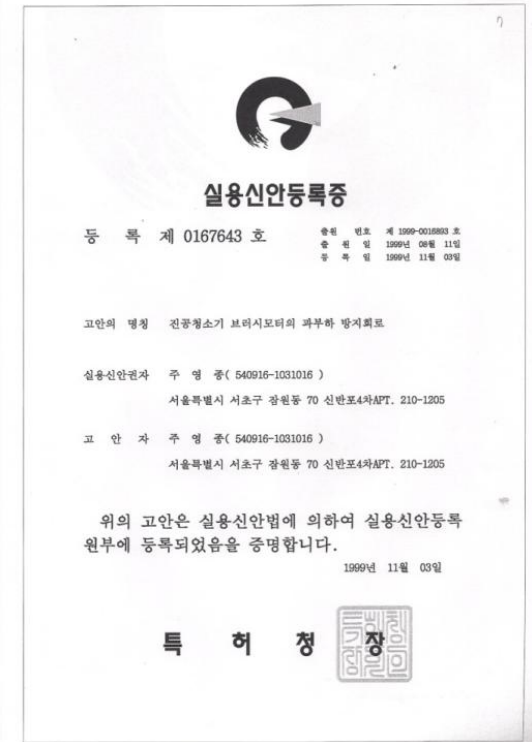 실용신안등록증
등 록 제 0167643 호
출원 번호 제 1999-0016893 호
출 원 일 1999년 08월 11일
등 록 일 1999년 11월 03일
고안의 명칭 진공청소기 브러시모터의 과부하 방지회로
실용신안권자 주 영 종( 540916-1031016 )
서울특별시 서초구 잠원동 70 신반포4차APT. 210-1205
고 안 자 주 영 종( 540916-1031016 )
서울특별시 서초구 잠원동 70 신반포4차APT. 210-1205
위의 고안은 실용신안법에 의하여 실용신안등록
원부에 등록되었음을 증명합니다.
1999년 11월 03일
특 허 청 장